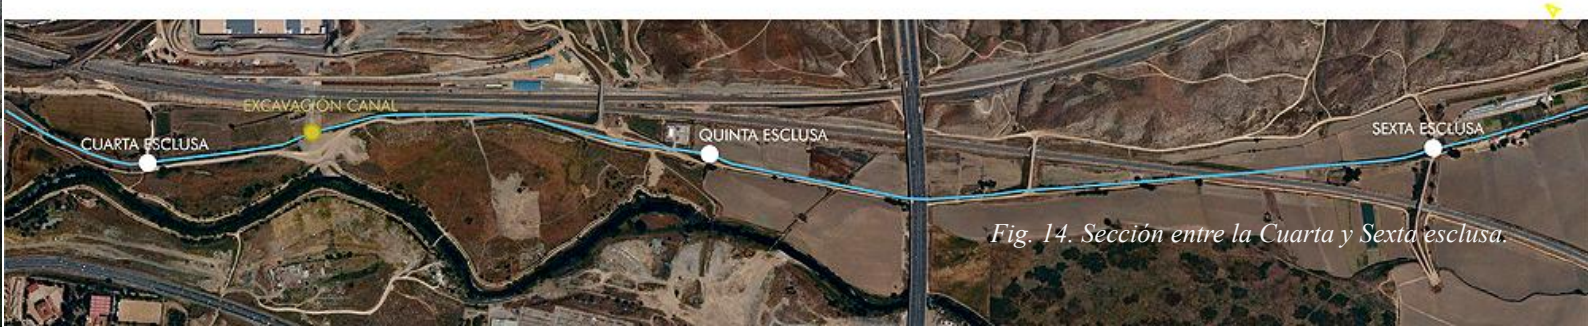 EXCAVACIÓN CANAL
CUARTA ESCLUSA
QUINTA ESCLUSA
SEXTA ESCLUSA
Fig. 14. Sección entre la Cuarta y Sexta esclusa.